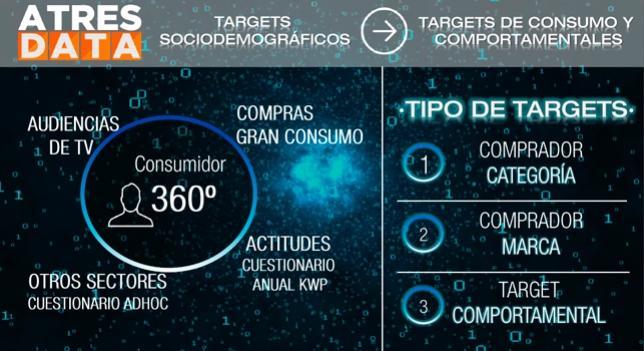 ATRES
DATA
TARGETS
SOCIODEMOGRÁFICOS
TARGETS DE CONSUMO Y
COMPORTAMENTALES
AUDIENCIAS
DE TV
COMPRAS
GRAN CONSUMO
Consumidor
360º
ACTITUDES
CUESTIONARIO
ANUAL KWP
OTROS SECTORES
CUESTIONARIO ADHOC
·TIPO DE TARGETS·
1
COMPRADOR
CATEGORÍA
2
COMPRADOR
MARCA
3
TARGET
COMPORTAMENTAL